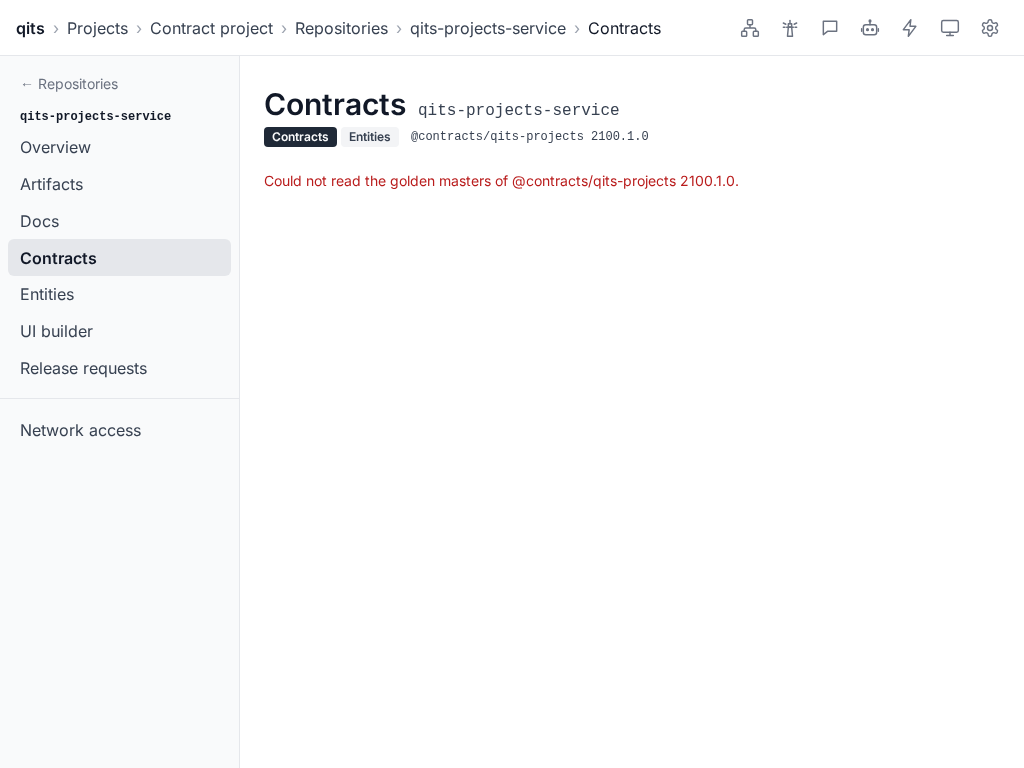 qits › Projects › Contract project › Repositories › qits-projects-service › Contracts
← Repositories
qits-projects-service
Overview
Artifacts
Docs
Contracts
Entities
UI builder
Release requests
Network access
Contracts qits-projects-service
Contracts Entities @contracts/qits-projects 2100.1.0
Could not read the golden masters of @contracts/qits-projects 2100.1.0.